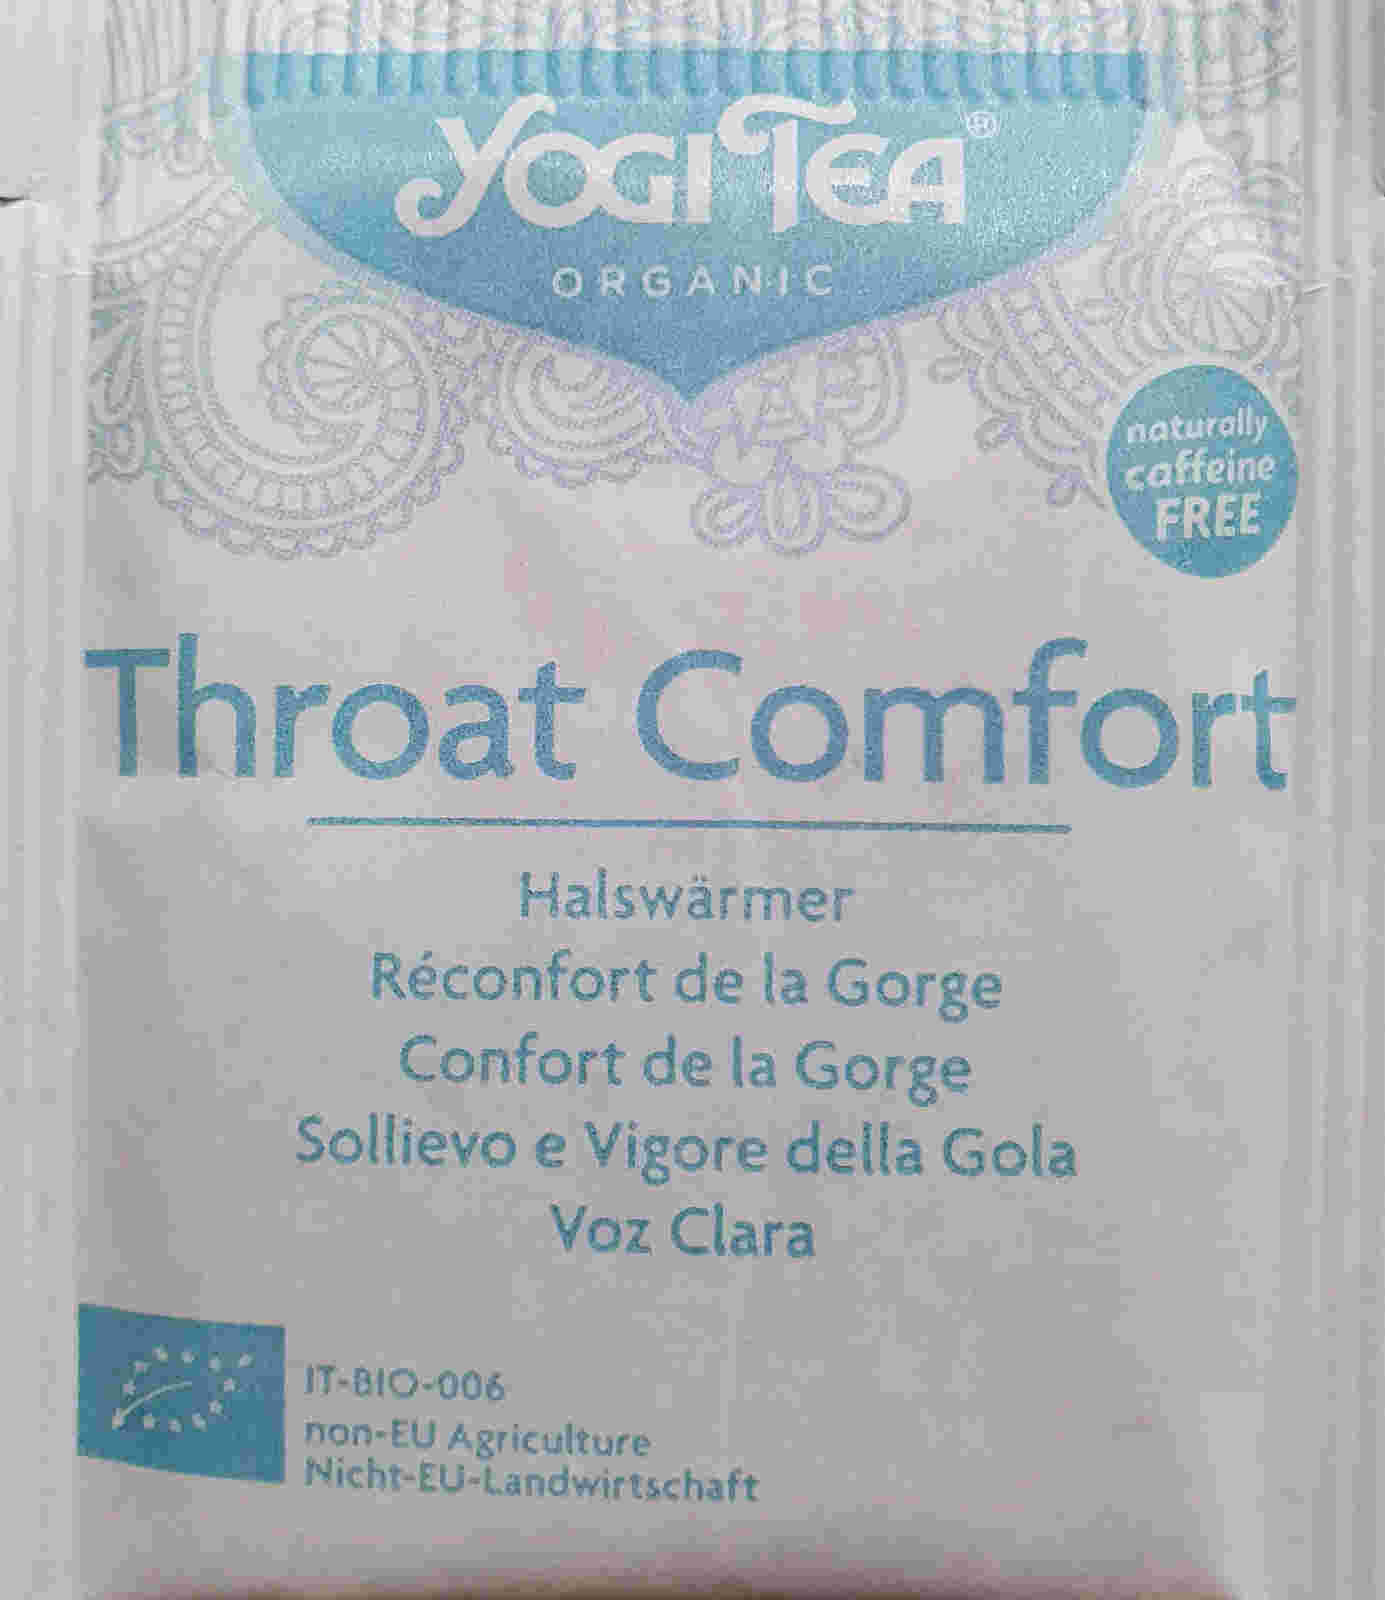 YOGI TEA®
ORGANIC
naturally
caffeine
FREE
Throat Comfort
Halswärmer
Réconfort de la Gorge
Confort de la Gorge
Sollievo e Vigore della Gola
Voz Clara
IT-BIO-006
non-EU Agriculture
Nicht-EU-Landwirtschaft